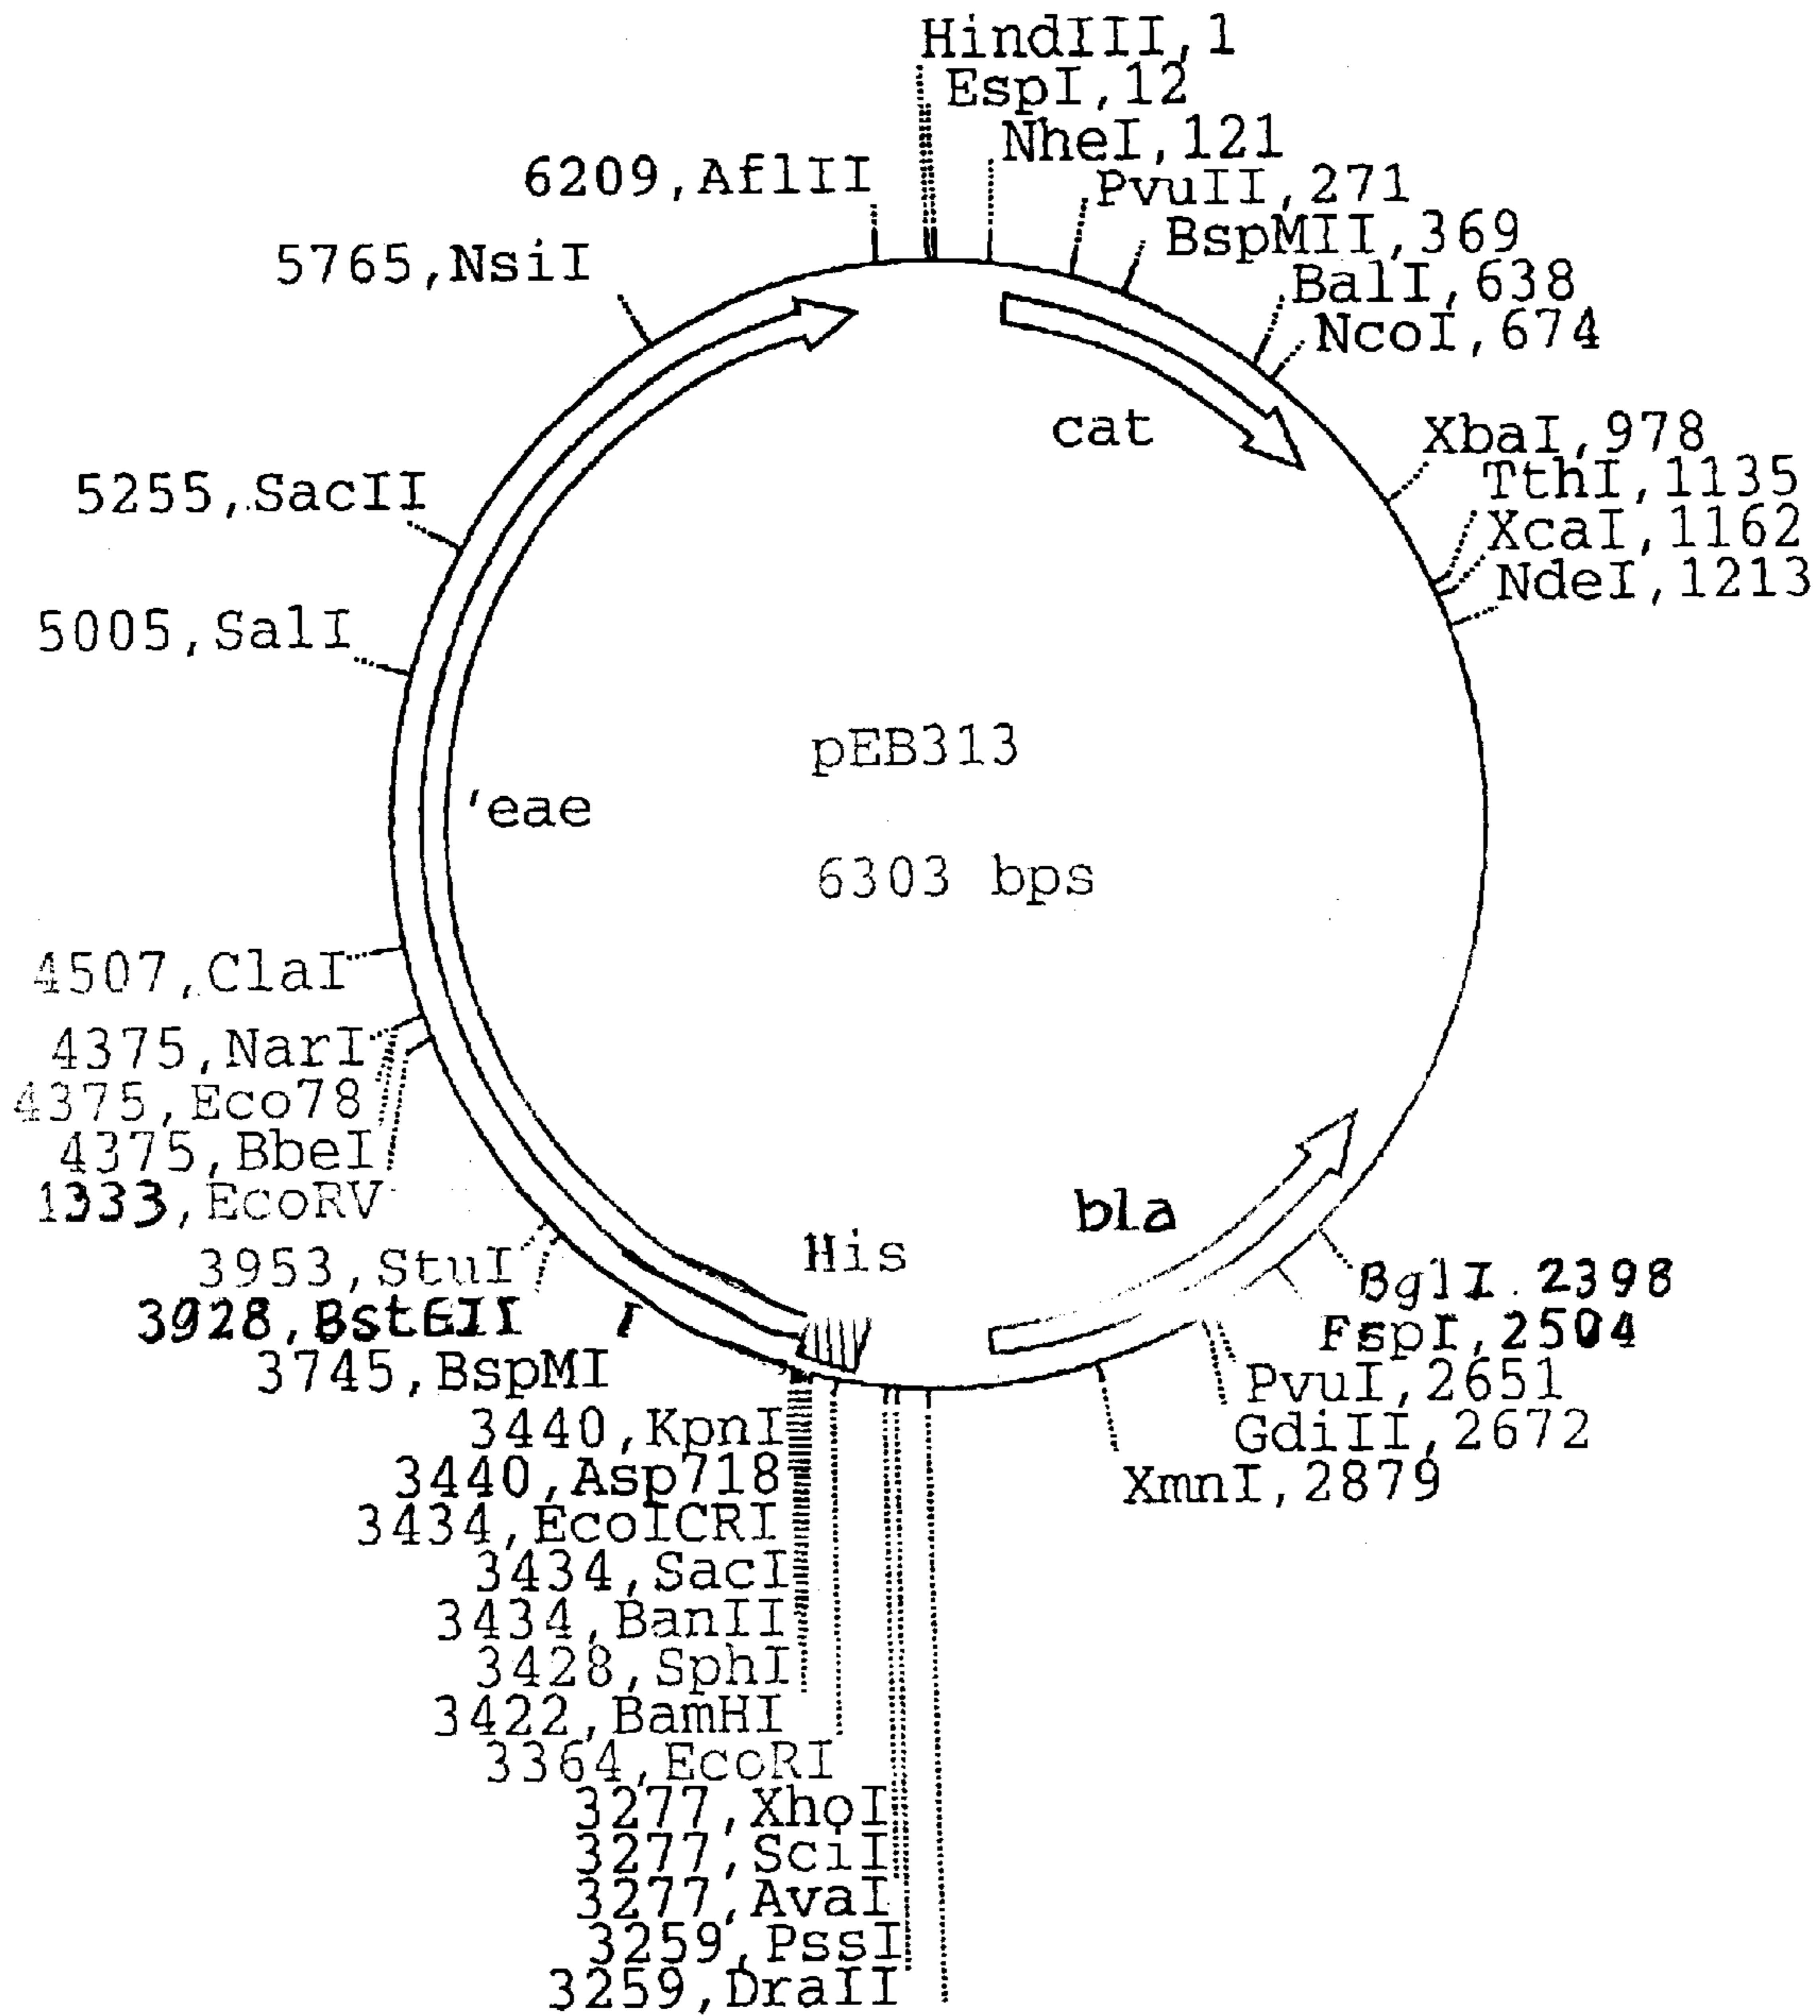 HindIII, 1
EspI, 12
NheI, 121
6209, AflII
PvuII, 271
BspMII, 369
5765, NsiI
BalI, 638
NcoI, 674
cat
XbaI, 978
TthI, 1135
5255, SacII
XcaI, 1162
NdeI, 1213
5005, SalI
pEB313
'eae
6303 bps
4507, ClaI
4375, NarI
4375, Eco78
4375, BbeI
1333, EcoRV
bla
His
3953, StuI
BglI. 2398
3928, BstEII
FspI, 2504
3745, BspMI
PvuI, 2651
3440, KpnI
GdiII, 2672
3440, Asp718
XmnI, 2879
3434, EcoICRI
3434, SacI
3434, BanII
3428, SphI
3422, BamHI
3364, EcoRI
3277, XhoI
3277, SciI
3277, AvaI
3259, PssI
3259, DraII